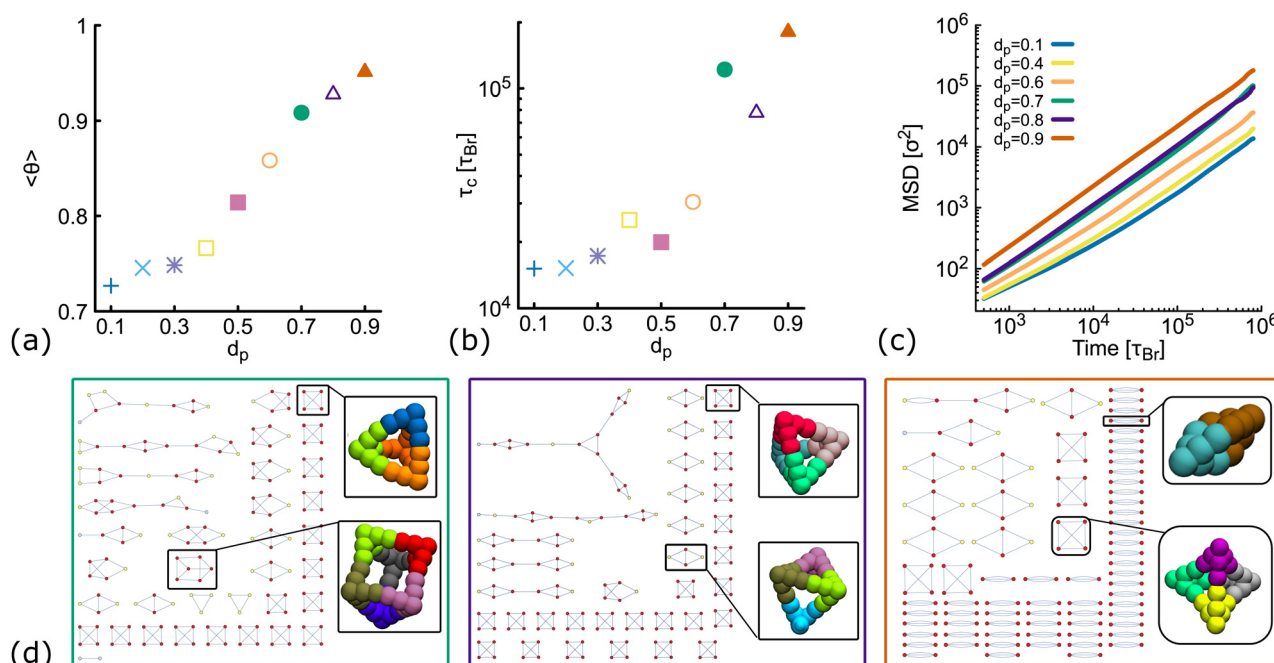 1
0.9
0.8
0.7
<θ>
0.1 0.3 0.5 0.7 0.9
d_p
(a)
10^5
10^4
τ_c [τ_Br]
0.1 0.3 0.5 0.7 0.9
d_p
(b)
10^6
10^5
10^4
10^3
10^2
MSD [σ^2]
d_p=0.1
d_p=0.4
d_p=0.6
d_p=0.7
d_p=0.8
d_p=0.9
10^3 10^4 10^5 10^6
Time [τ_Br]
(c)
(d)